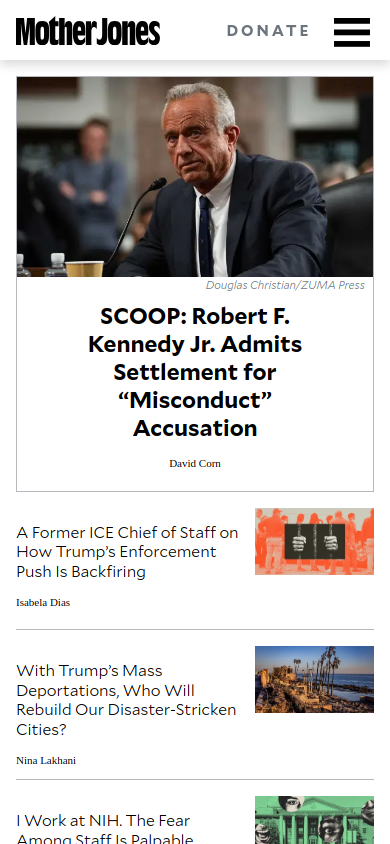 Mother Jones
DONATE
Douglas Christian/ZUMA Press
SCOOP: Robert F.
Kennedy Jr. Admits
Settlement for
“Misconduct”
Accusation
David Corn
A Former ICE Chief of Staff on
How Trump’s Enforcement
Push Is Backfiring
Isabela Dias
With Trump’s Mass
Deportations, Who Will
Rebuild Our Disaster-Stricken
Cities?
Nina Lakhani
I Work at NIH. The Fear
Among Staff Is Palpable